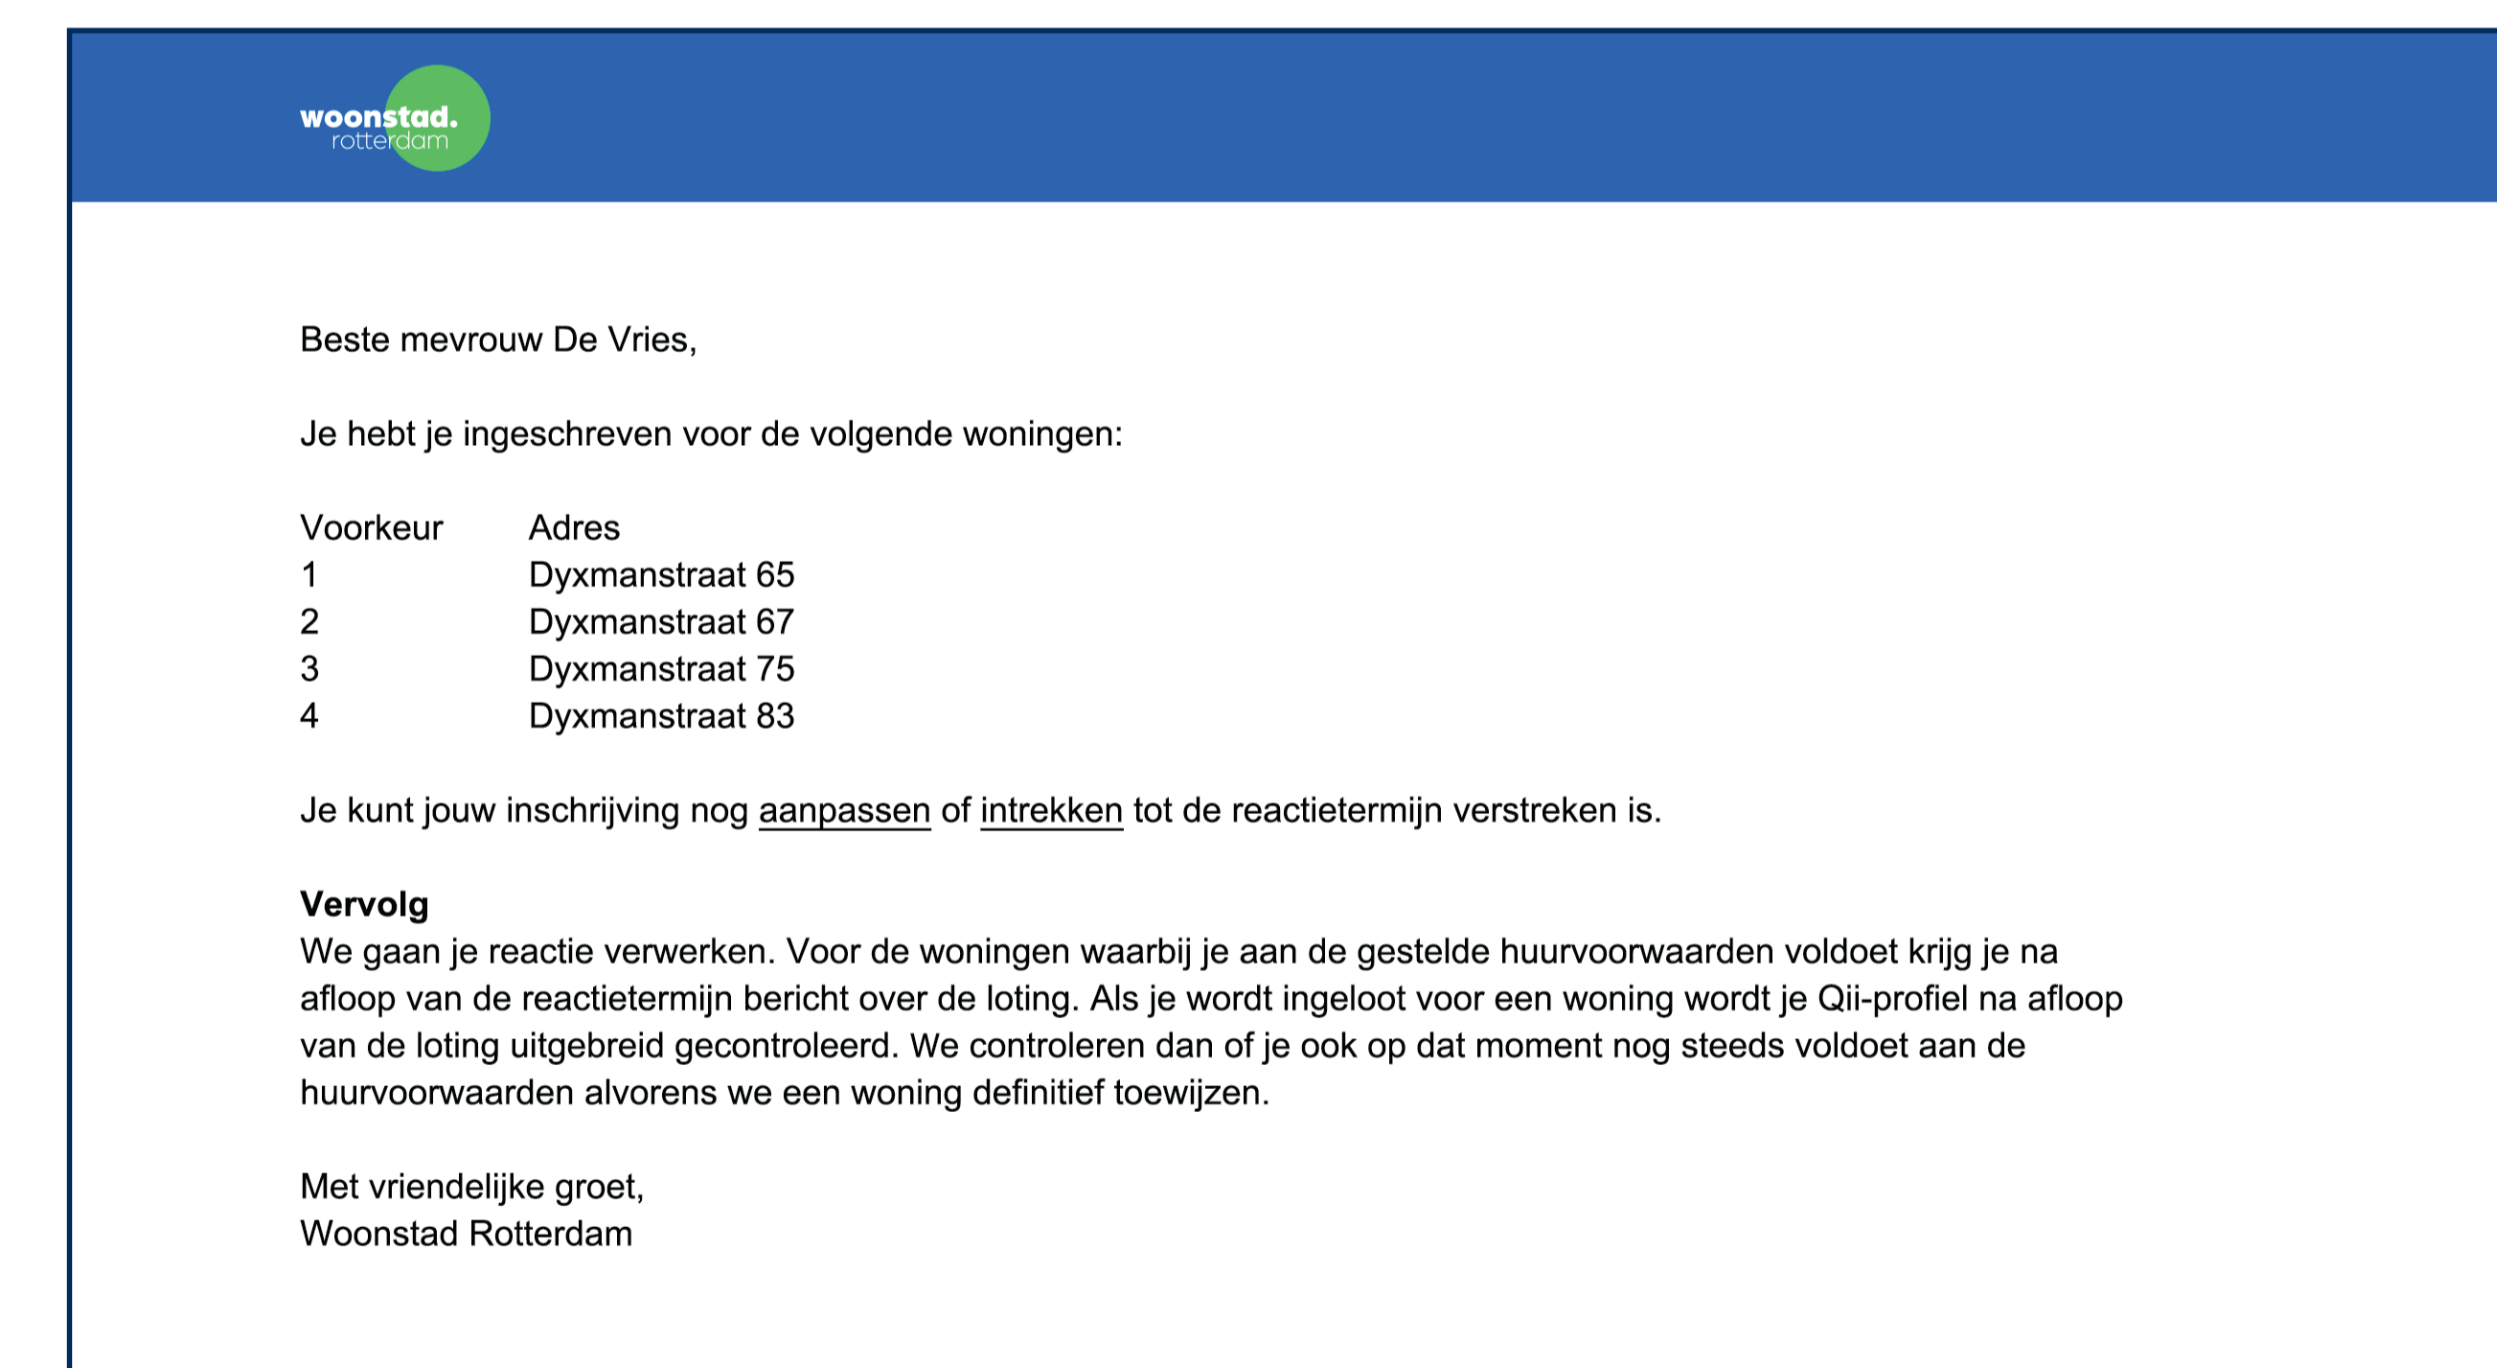 woonstad.
rotterdam
Beste mevrouw De Vries,
Je hebt je ingeschreven voor de volgende woningen:
Voorkeur Adres
1 Dyxmanstraat 65
2 Dyxmanstraat 67
3 Dyxmanstraat 75
4 Dyxmanstraat 83
Je kunt jouw inschrijving nog aanpassen of intrekken tot de reactietermijn verstreken is.
Vervolg
We gaan je reactie verwerken. Voor de woningen waarbij je aan de gestelde huurvoorwaarden voldoet krijg je na
afloop van de reactietermijn bericht over de loting. Als je wordt ingeloot voor een woning wordt je Qii-profiel na afloop
van de loting uitgebreid gecontroleerd. We controleren dan of je ook op dat moment nog steeds voldoet aan de
huurvoorwaarden alvorens we een woning definitief toewijzen.
Met vriendelijke groet,
Woonstad Rotterdam